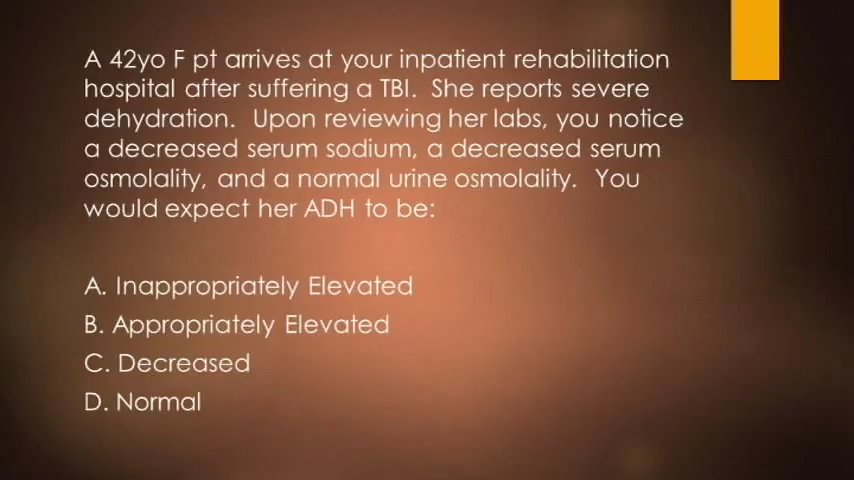 A 42yo F pt arrives at your inpatient rehabilitation
hospital after suffering a TBI.  She reports severe
dehydration.  Upon reviewing her labs, you notice
a decreased serum sodium, a decreased serum
osmolality, and a normal urine osmolality.  You
would expect her ADH to be:
A. Inappropriately Elevated
B. Appropriately Elevated
C. Decreased
D. Normal